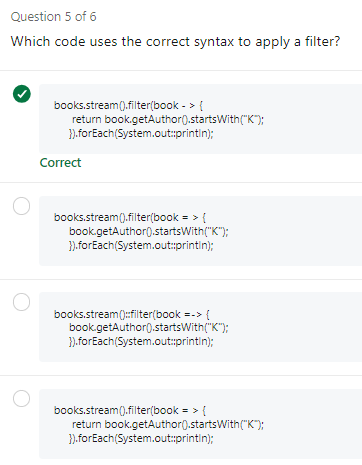 Question 5 of 6
Which code uses the correct syntax to apply a filter?
books.stream().filter(book - > {
return book.getAuthor().startsWith("K");
}).forEach(System.out::println);
Correct
books.stream().filter(book = > {
book.getAuthor().startsWith("K");
}).forEach(System.out::println);
books.stream()::filter(book =-> {
book.getAuthor().startsWith("K");
}).forEach(System.out::println);
books.stream().filter(book = > {
return book.getAuthor().startsWith("K");
}).forEach(System.out::println);